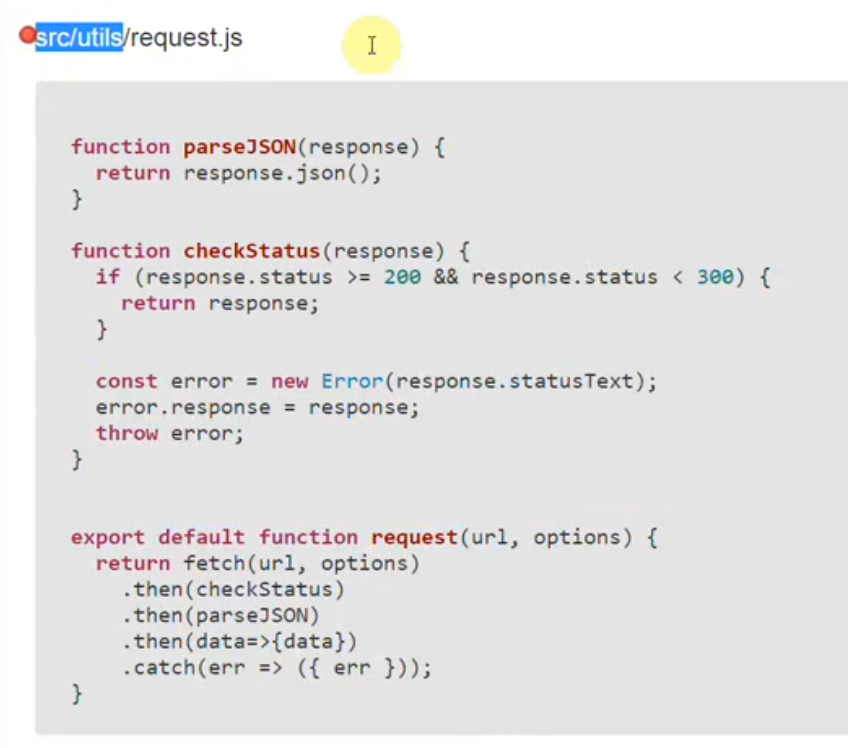 src/utils/request.js
function parseJSON(response) {
return response.json();
}
function checkStatus(response) {
if (response.status >= 200 && response.status < 300) {
return response;
}
const error = new Error(response.statusText);
error.response = response;
throw error;
}
export default function request(url, options) {
return fetch(url, options)
.then(checkStatus)
.then(parseJSON)
.then(data=>{data})
.catch(err => ({ err }));
}